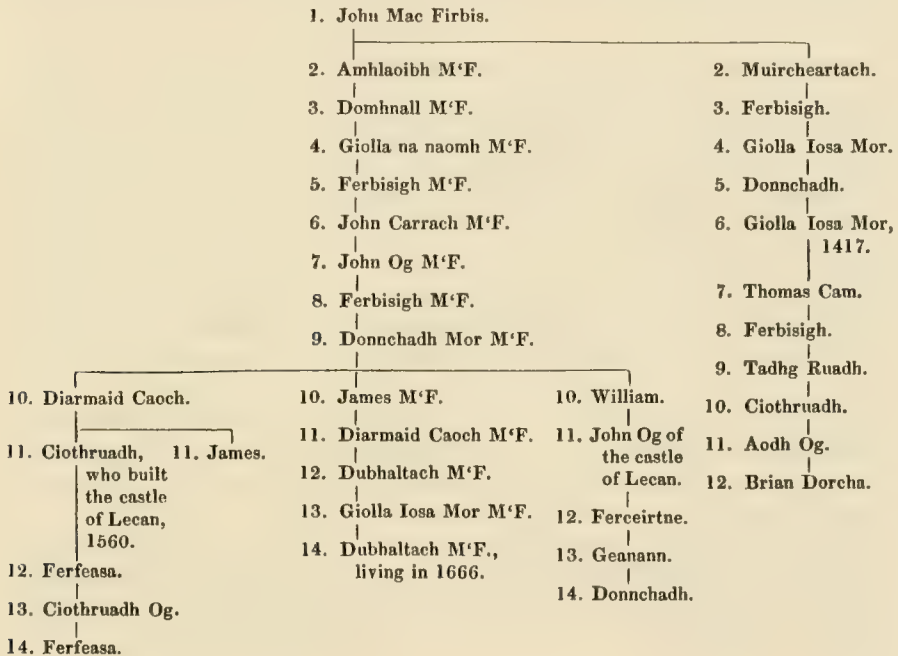 1. John Mac Firbis.
2. Amhlaoibh M‘F.
3. Domhnall M‘F.
4. Giolla na naomh M‘F.
5. Ferbisigh M‘F.
6. John Carrach M‘F.
7. John Og M‘F.
8. Ferbisigh M‘F.
9. Donnchadh Mor M‘F.
2. Muircheartach.
3. Ferbisigh.
4. Giolla Iosa Mor.
5. Donnchadh.
6. Giolla Iosa Mor,
1417.
7. Thomas Cam.
8. Ferbisigh.
9. Tadhg Ruadh.
10. Ciothruadh.
11. Aodh Og.
12. Brian Dorcha.
10. Diarmaid Caoch.
11. Ciothruadh,
who built
the castle
of Lecan,
1560.
11. James.
12. Ferfeasa.
13. Ciothruadh Og.
14. Ferfeasa.
10. James M‘F.
11. Diarmaid Caoch M‘F.
12. Dubhaltach M‘F.
13. Giolla Iosa Mor M‘F.
14. Dubhaltach M‘F.,
living in 1666.
10. William.
11. John Og of
the castle
of Lecan.
12. Ferceirtne.
13. Geanann.
14. Donnchadh.